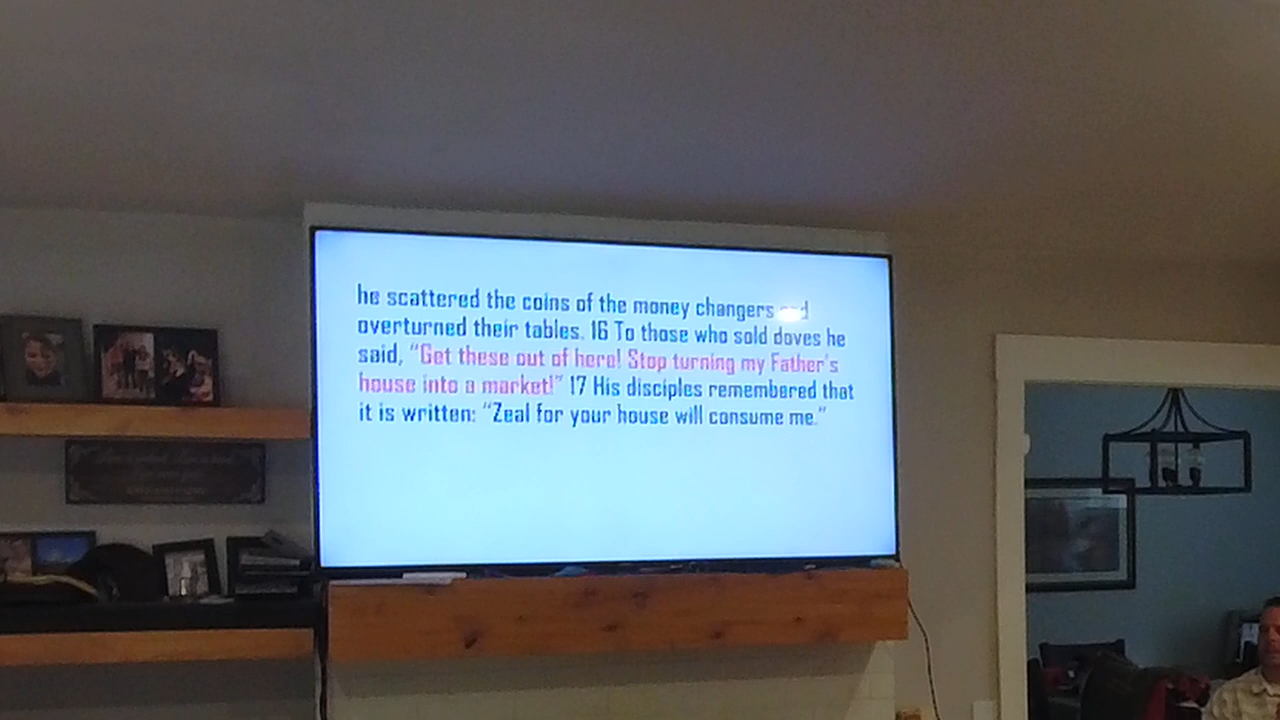 he scattered the coins of the money changers and
overturned their tables. 16 To those who sold doves he
said, “Get these out of here! Stop turning my Father’s
house into a market!” 17 His disciples remembered that
it is written: “Zeal for your house will consume me.”